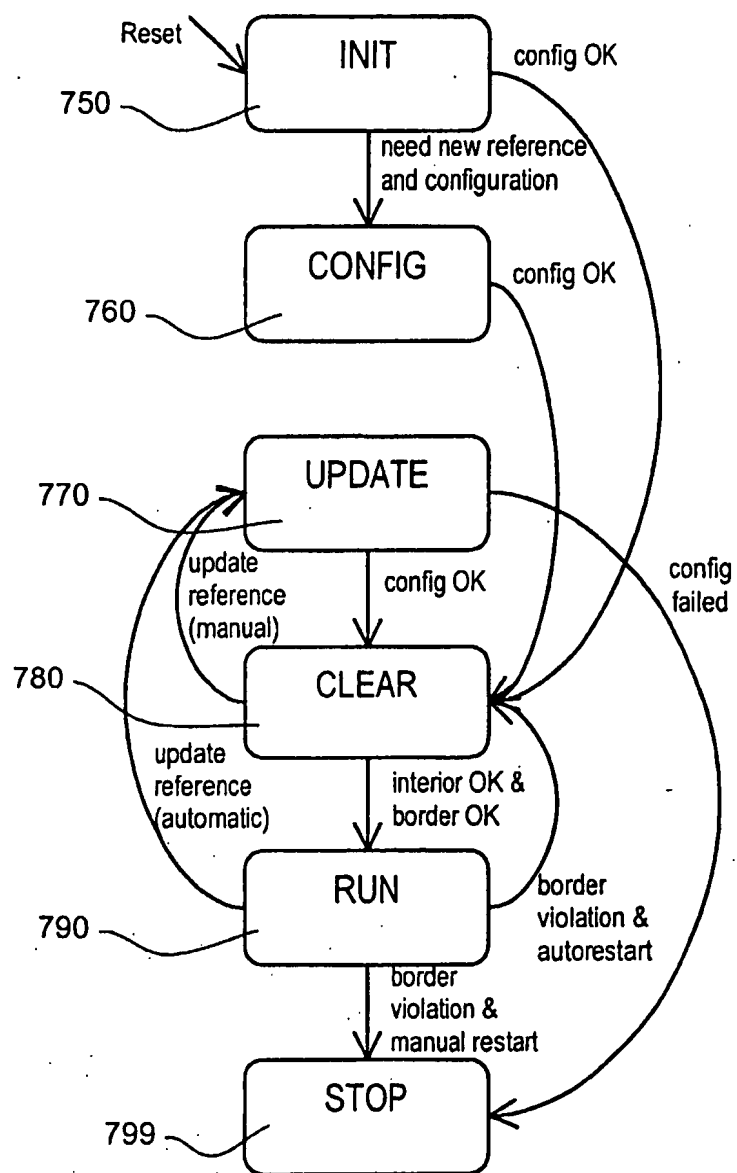 Reset
INIT
config OK
750
need new reference
and configuration
CONFIG
config OK
760
UPDATE
770
update
reference
(manual)
config OK
config
failed
780
CLEAR
update
reference
(automatic)
interior OK &
border OK
RUN
790
border
violation &
autorestart
border
violation &
manual restart
STOP
799